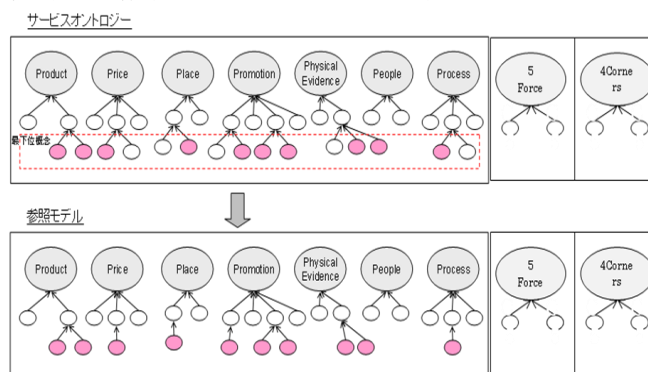 サービスオントロジー
Product
Price
Place
Promotion
Physical
Evidence
People
Process
5
Force
4Corne
rs
最下位概念
参照モデル
Product
Price
Place
Promotion
Physical
Evidence
People
Process
5
Force
4Corne
rs